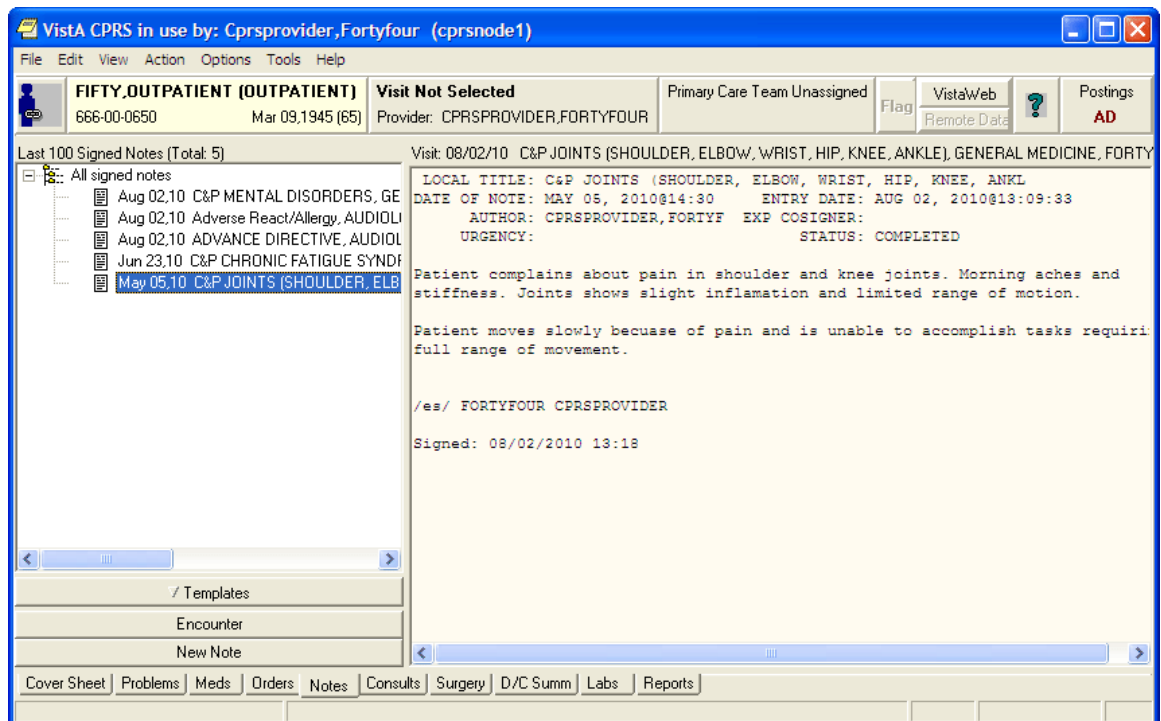 VistA CPRS in use by: Cprsprovider,Fortyfour (cprsnode1)
File Edit View Action Options Tools Help
FIFTY,OUTPATIENT (OUTPATIENT) Visit Not Selected Primary Care Team Unassigned Flag VistaWeb ? Postings
666-00-0650 Mar 09,1945 (65) Provider: CPRSPROVIDER,FORTYFOUR Remote Data AD
Last 100 Signed Notes (Total: 5)
All signed notes
Aug 02,10 C&P MENTAL DISORDERS, GE
Aug 02,10 Adverse React/Allergy, AUDIOL
Aug 02,10 ADVANCE DIRECTIVE, AUDIOL
Jun 23,10 C&P CHRONIC FATIGUE SYND
May 05,10 C&P JOINTS (SHOULDER, ELB
Visit: 08/02/10 C&P JOINTS (SHOULDER, ELBOW, WRIST, HIP, KNEE, ANKLE), GENERAL MEDICINE, FORTY
LOCAL TITLE: C&P JOINTS (SHOULDER, ELBOW, WRIST, HIP, KNEE, ANKL
DATE OF NOTE: MAY 05, 2010@14:30 ENTRY DATE: AUG 02, 2010@13:09:33
AUTHOR: CPRSPROVIDER,FORTYF EXP COSIGNER:
URGENCY: STATUS: COMPLETED
Patient complains about pain in shoulder and knee joints. Morning aches and
stiffness. Joints shows slight inflamation and limited range of motion.
Patient moves slowly becuase of pain and is unable to accomplish tasks requiri
full range of movement.
/es/ FORTYFOUR CPRSPROVIDER
Signed: 08/02/2010 13:18
/ Templates
Encounter
New Note
Cover Sheet Problems Meds Orders Notes Consults Surgery D/C Summ Labs Reports